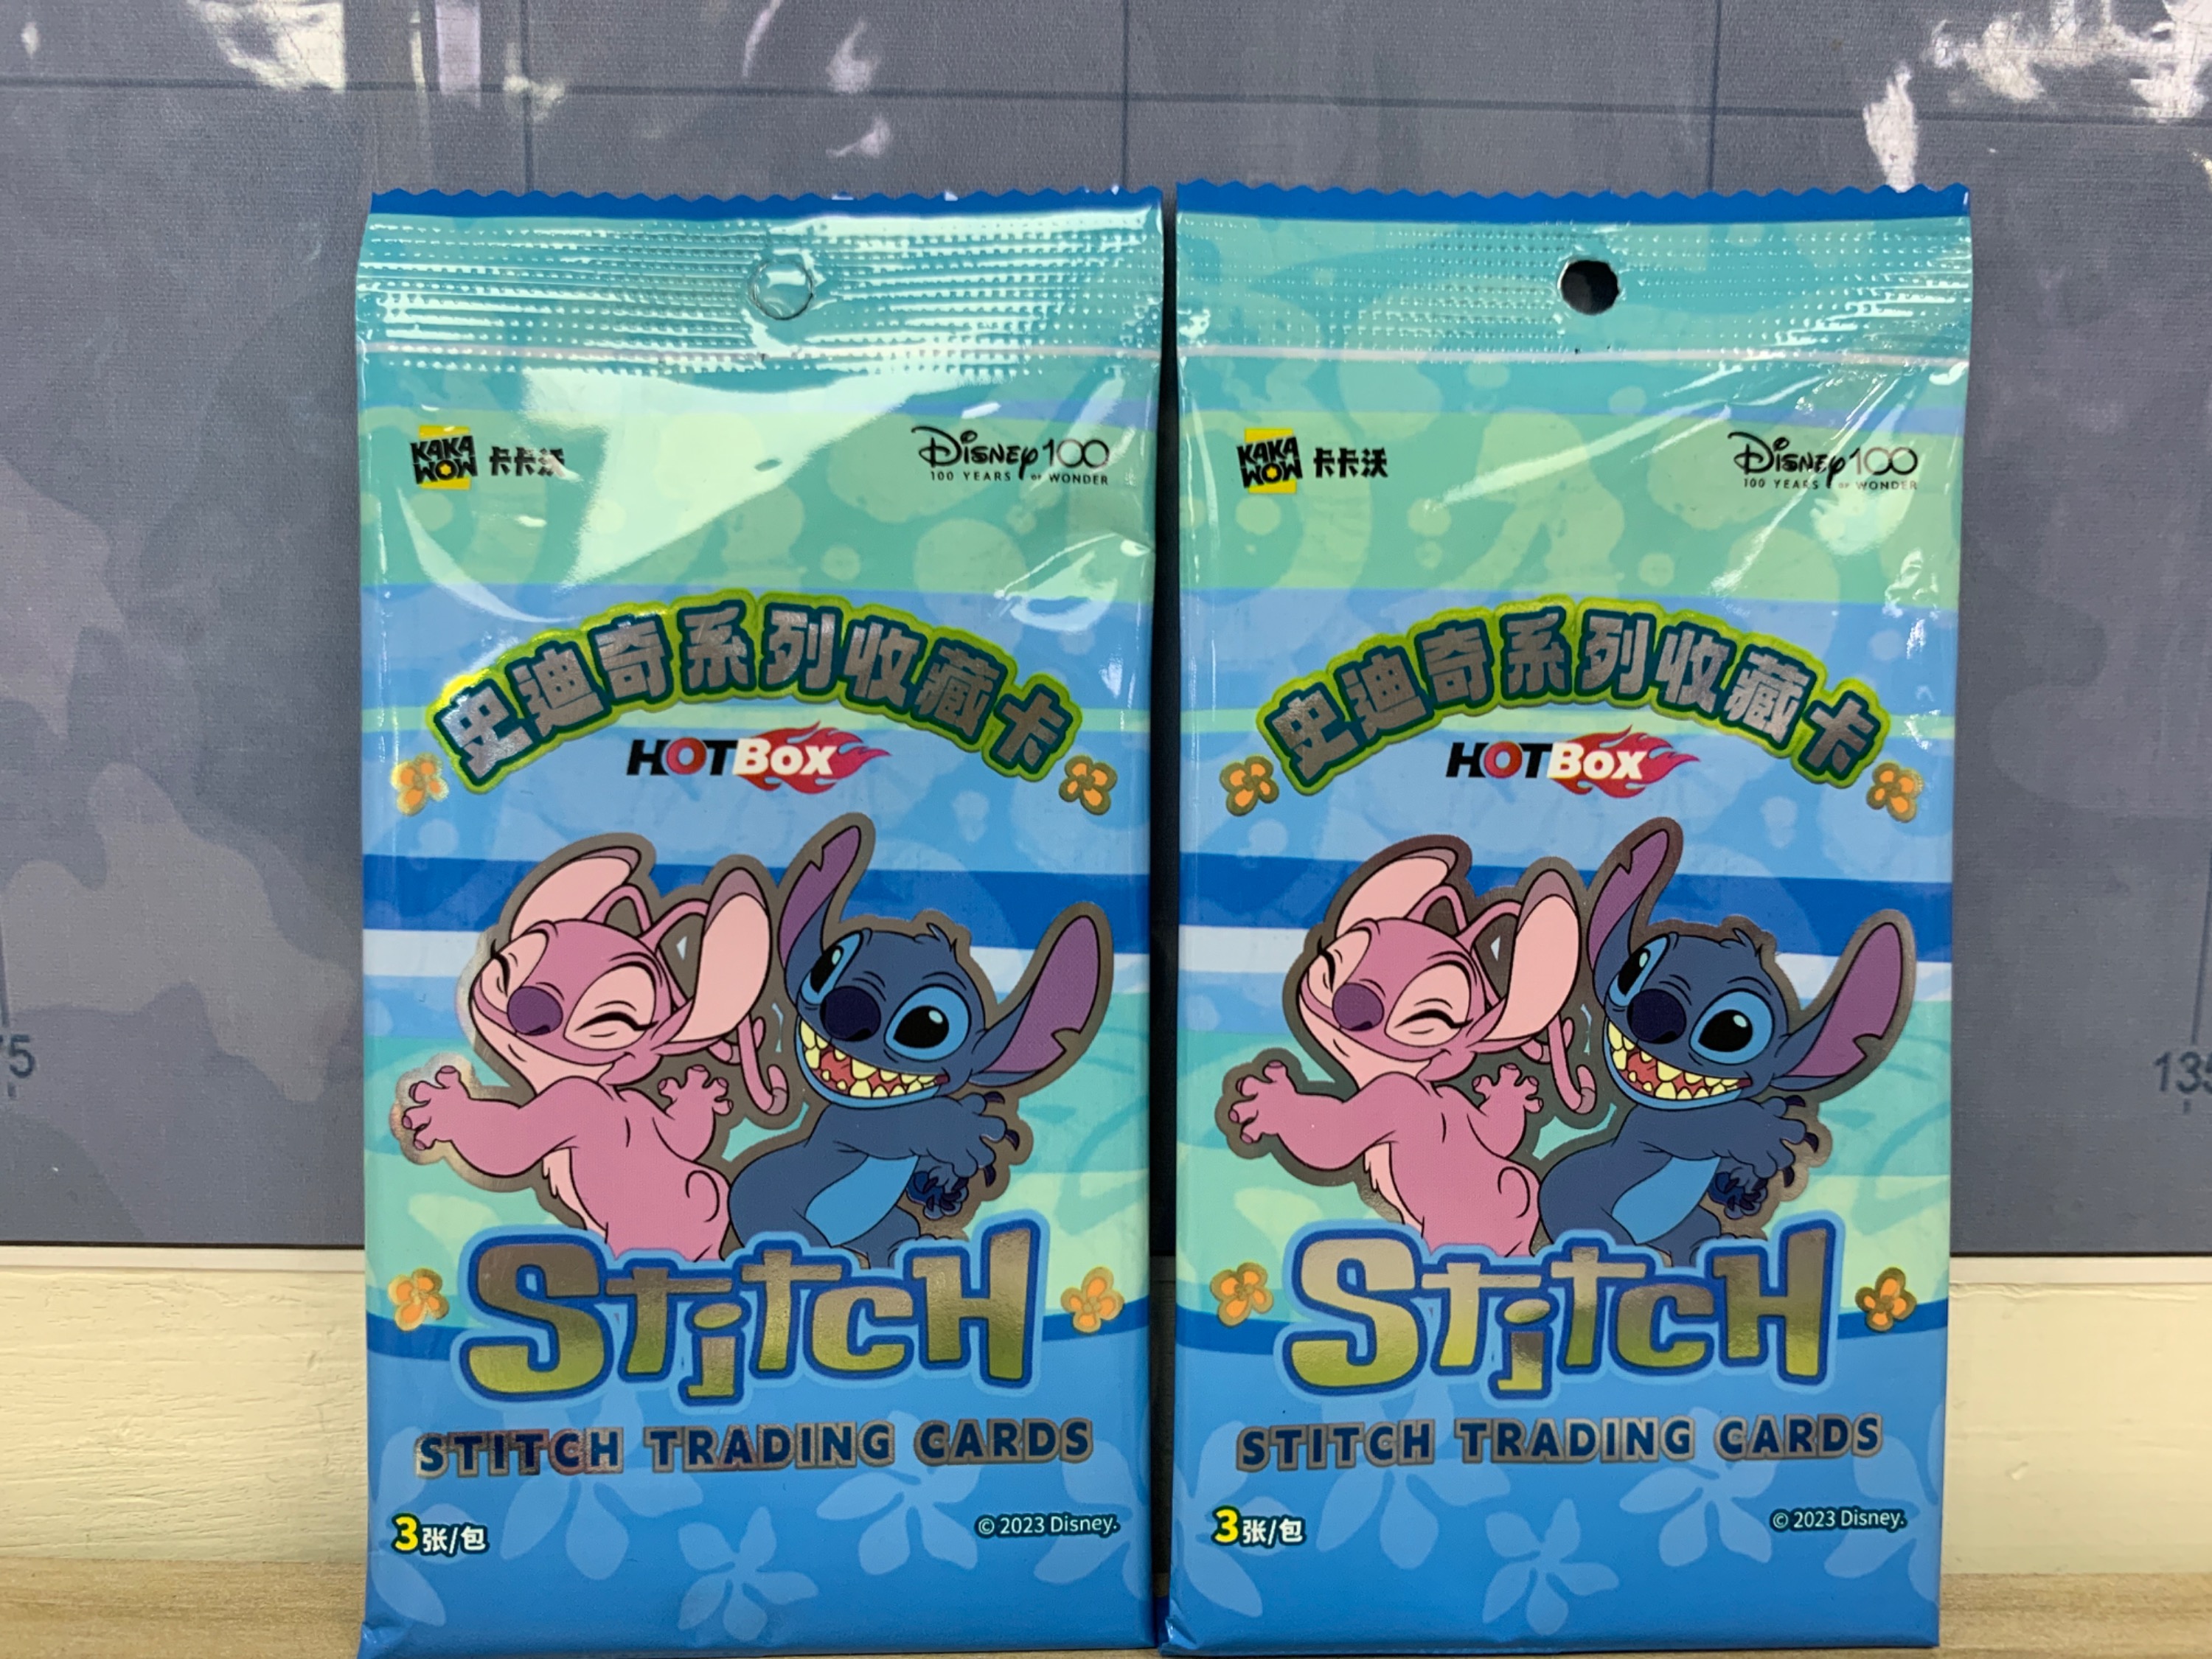 KAKA WOW 卡卡沃
Disney100
100 YEARS OF WONDER
史迪奇系列收藏卡
HOTBOX
Stitch
STITCH TRADING CARDS
3张/包
© 2023 Disney.
KAKA WOW 卡卡沃
Disney100
100 YEARS OF WONDER
史迪奇系列收藏卡
HOTBOX
Stitch
STITCH TRADING CARDS
3张/包
© 2023 Disney.